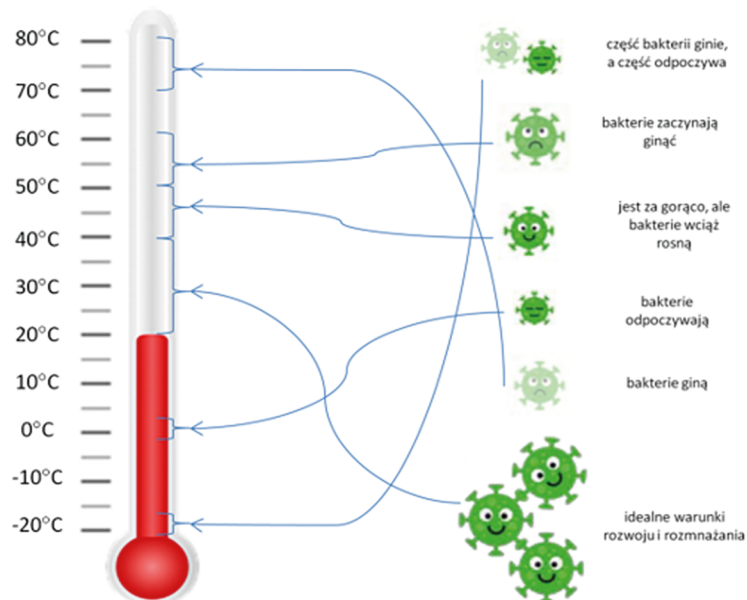 80°C
70°C
60°C
50°C
40°C
30°C
20°C
10°C
0°C
-10°C
-20°C
część bakterii ginie,
a część odpoczywa
bakterie zaczynają
ginąć
jest za gorąco, ale
bakterie wciąż
rosną
bakterie
odpoczywają
bakterie giną
idealne warunki
rozwoju i rozmnażania